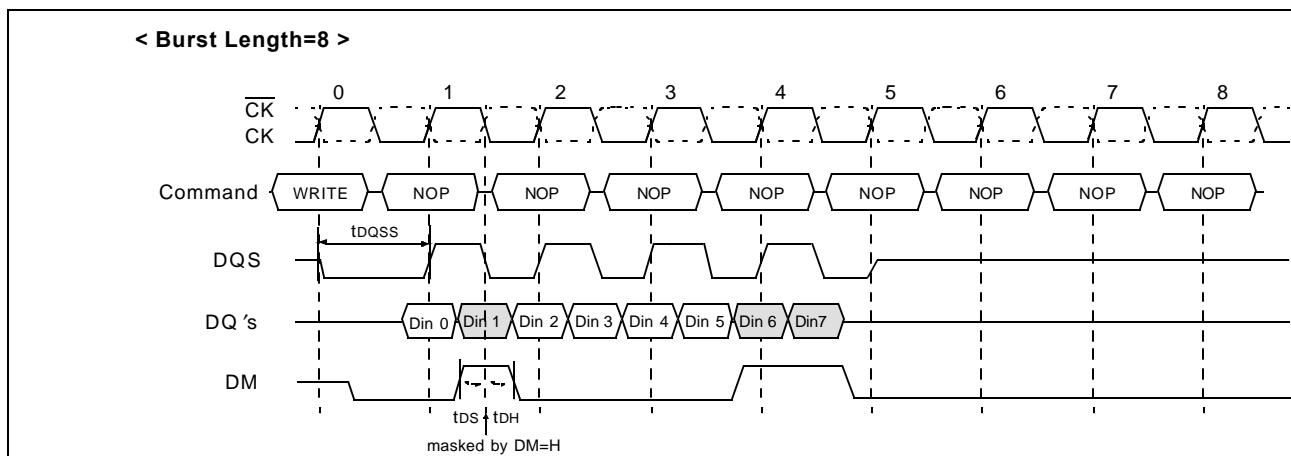 < Burst Length=8 >
0 1 2 3 4 5 6 7 8
CK
CK
Command WRITE NOP NOP NOP NOP NOP NOP NOP NOP
tDQSS
DQS
DQ's Din 0 Din 1 Din 2 Din 3 Din 4 Din 5 Din 6 Din7
DM
tDS tDH
masked by DM=H